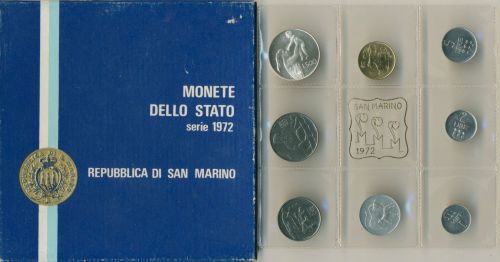 MONETE
DELLO STATO
serie 1972
REPUBBLICA DI SAN MARINO
SAN MARINO
1972